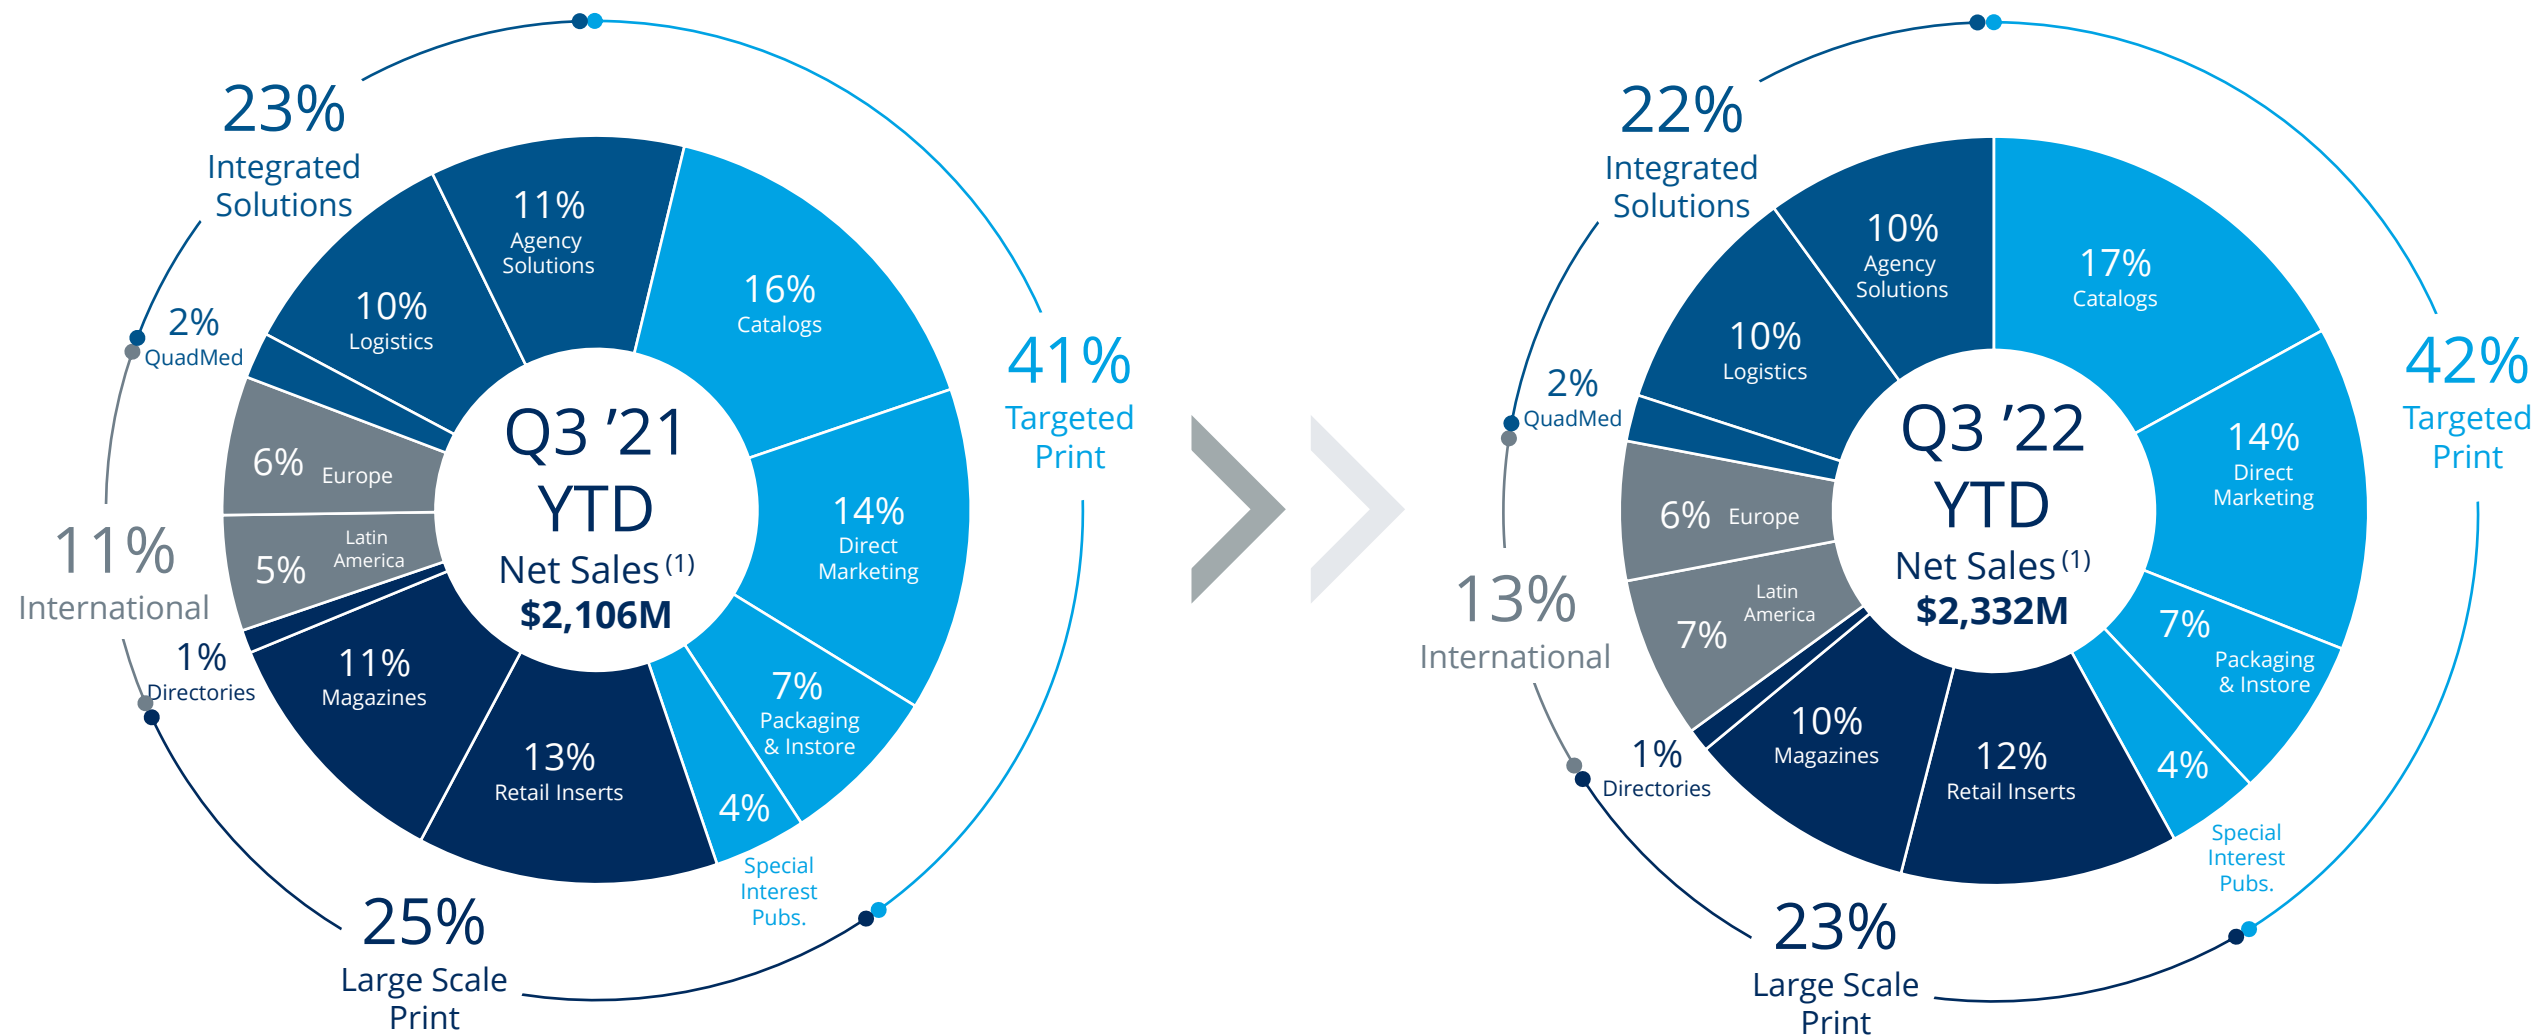 23%
Integrated
Solutions
11%
Agency
Solutions
16%
Catalogs
10%
Logistics
2%
QuadMed
41%
Targeted
Print
Q3 ’21
YTD
Net Sales (1)
$2,106M
6% Europe
14%
Direct
Marketing
11%
International
5%
Latin
America
1%
Directories
11%
Magazines
7%
Packaging
& Instore
13%
Retail Inserts
4%
Special
Interest
Pubs.
25%
Large Scale
Print
22%
Integrated
Solutions
10%
Agency
Solutions
17%
Catalogs
10%
Logistics
2%
QuadMed
42%
Targeted
Print
Q3 ’22
YTD
Net Sales (1)
$2,332M
14%
Direct
Marketing
6% Europe
13%
International
7%
Latin
America
7%
Packaging
& Instore
1%
Directories
10%
Magazines
12%
Retail Inserts
4%
Special
Interest
Pubs.
23%
Large Scale
Print